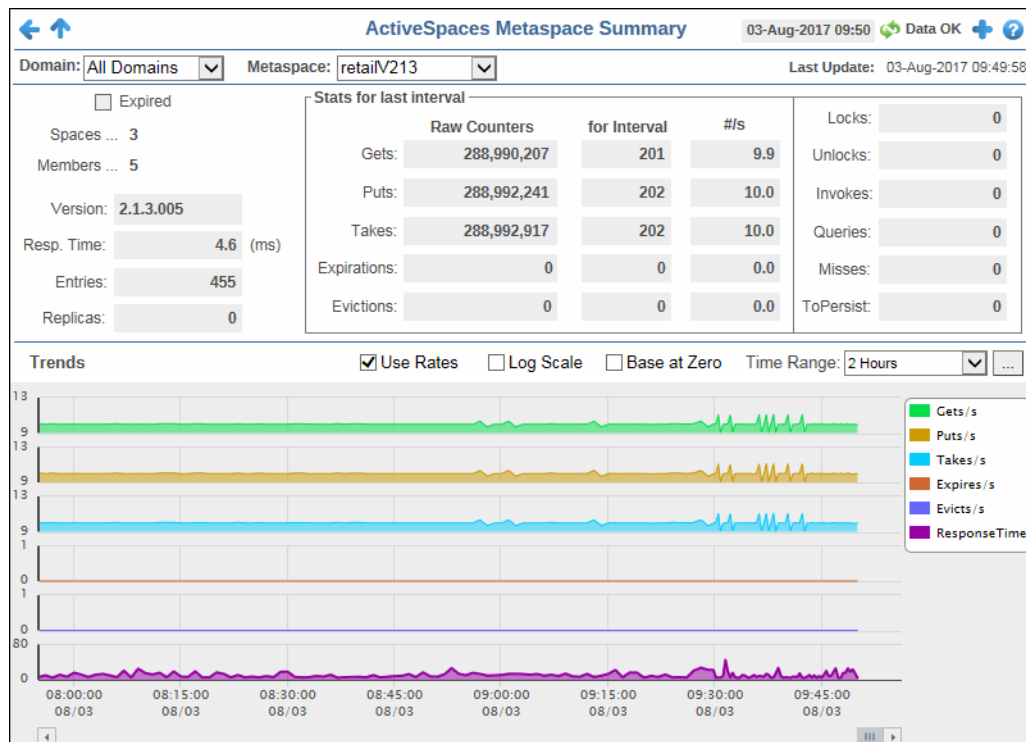 ActiveSpaces Metaspace Summary 03-Aug-2017 09:50 Data OK ?
Domain: All Domains Metaspace: retailV213 Last Update: 03-Aug-2017 09:49:58
Expired
Spaces ... 3
Members ... 5
Version: 2.1.3.005
Resp. Time: 4.6 (ms)
Entries: 455
Replicas: 0
Stats for last interval
Raw Counters for Interval #/s
Gets: 288,990,207 201 9.9
Puts: 288,992,241 202 10.0
Takes: 288,992,917 202 10.0
Expirations: 0 0 0.0
Evictions: 0 0 0.0
Locks: 0
Unlocks: 0
Invokes: 0
Queries: 0
Misses: 0
ToPersist: 0
Trends Use Rates Log Scale Base at Zero Time Range: 2 Hours ...
13
9
13
9
13
9
1
0
1
0
80
0
08:00:00 08:15:00 08:30:00 08:45:00 09:00:00 09:15:00 09:30:00 09:45:00
08/03 08/03 08/03 08/03 08/03 08/03 08/03 08/03
Gets/s
Puts/s
Takes/s
Expires/s
Evicts/s
ResponseTime